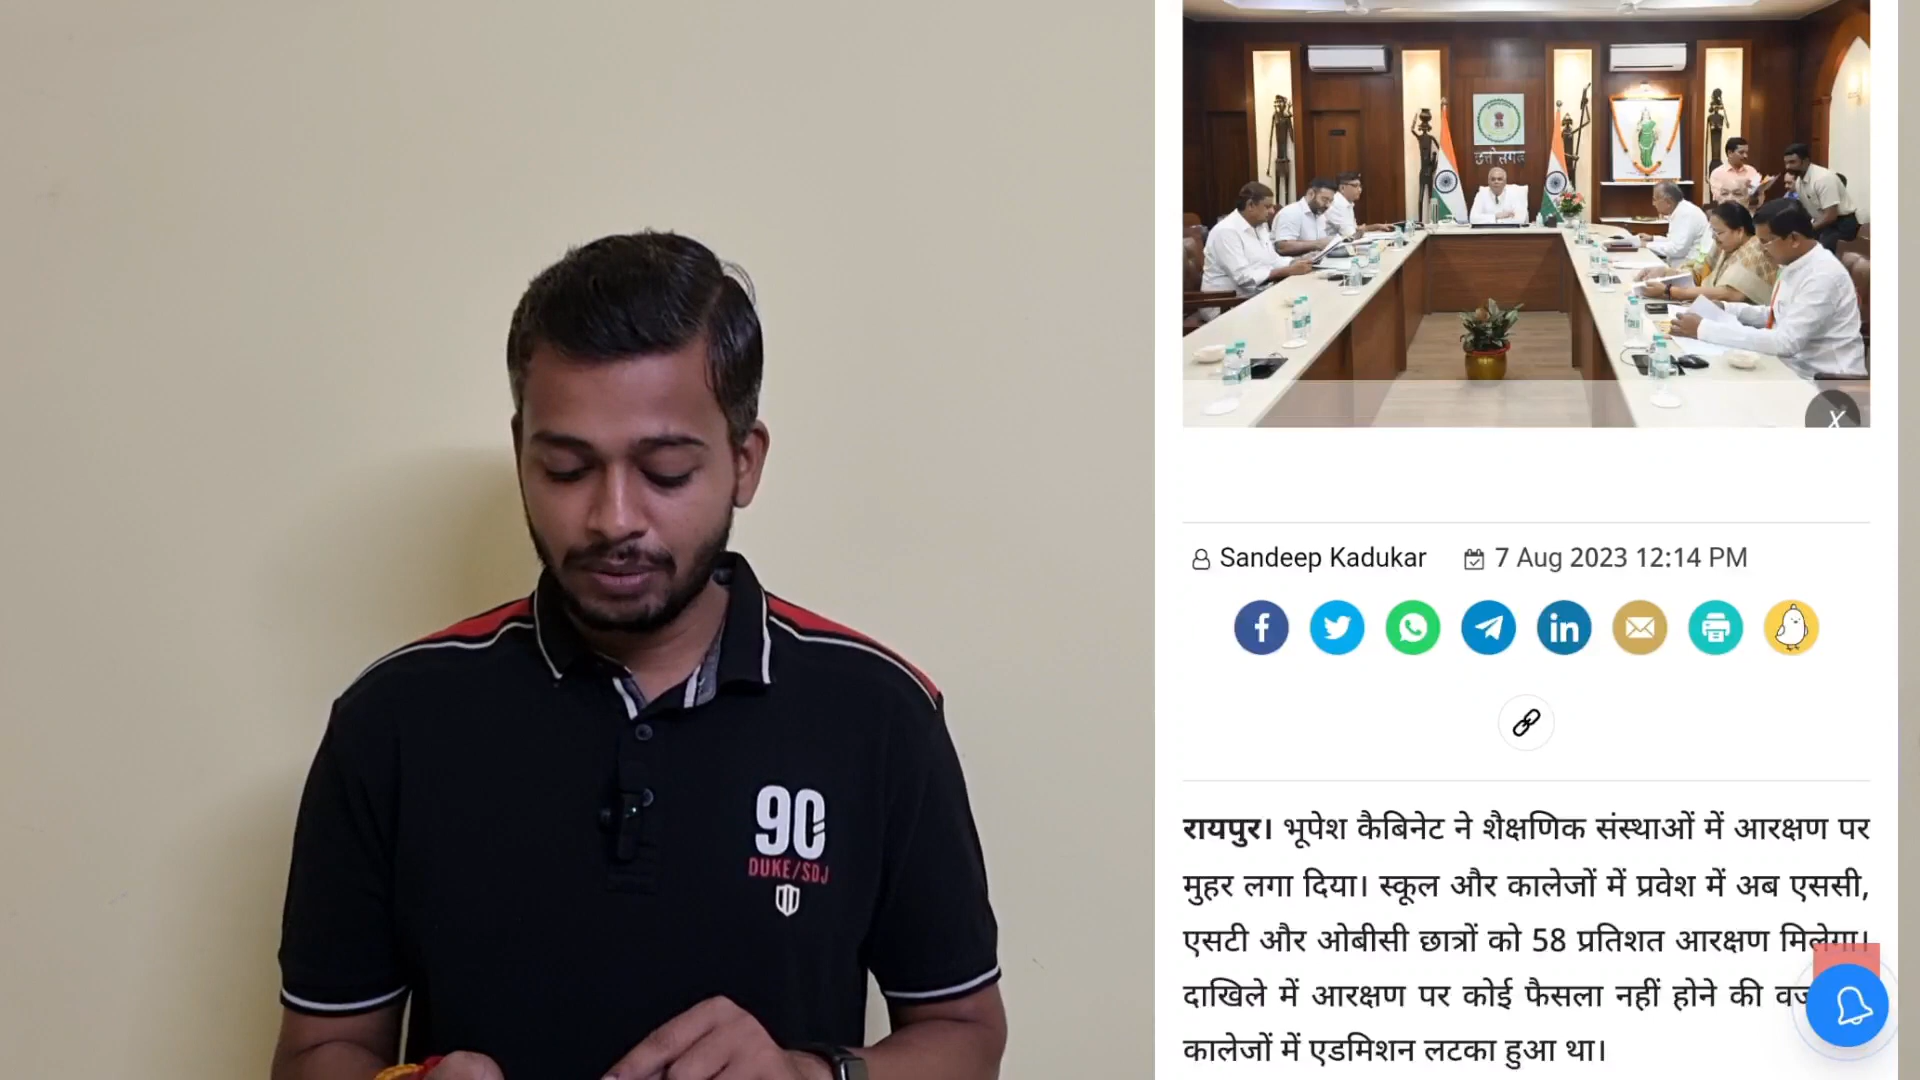 छत्तीसगढ़
X
Sandeep Kadukar 7 Aug 2023 12:14 PM
रायपुर। भूपेश कैबिनेट ने शैक्षणिक संस्थाओं में आरक्षण पर
मुहर लगा दिया। स्कूल और कालेजों में प्रवेश में अब एससी,
एसटी और ओबीसी छात्रों को 58 प्रतिशत आरक्षण मिलेगा।
दाखिले में आरक्षण पर कोई फैसला नहीं होने की
कालेजों में एडमिशन लटका हुआ था।
90
DUKE/SDJ